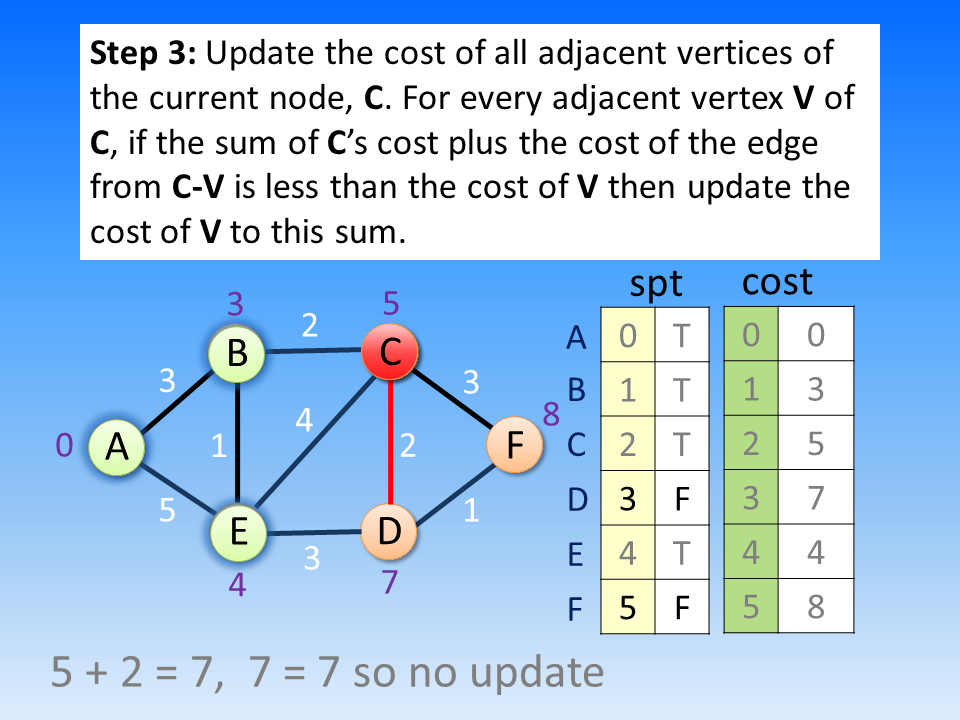 Step 3: Update the cost of all adjacent vertices of
the current node, C. For every adjacent vertex V of
C, if the sum of C’s cost plus the cost of the edge
from C-V is less than the cost of V then update the
cost of V to this sum.
spt cost
3 5
2
B C
3 3
4
8
0 A 1 2 F
5 1
E D
3
4 7
A 0 T 0 0
B 1 T 1 3
C 2 T 2 5
D 3 F 3 7
E 4 T 4 4
F 5 F 5 8
5 + 2 = 7, 7 = 7 so no update